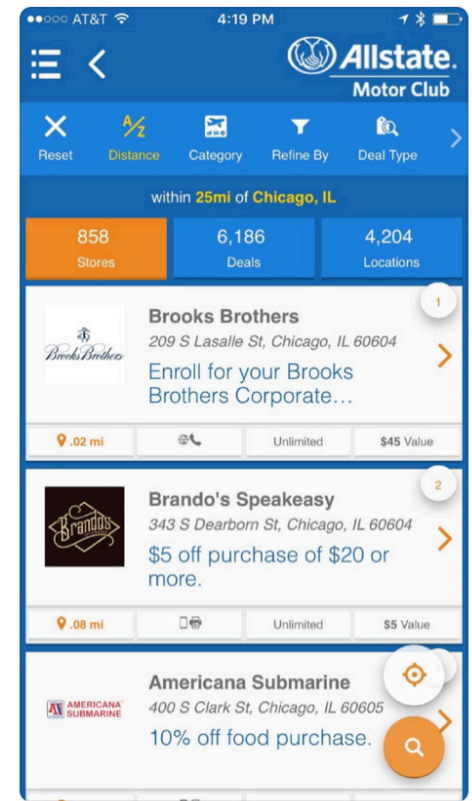 AT&T 4:19 PM
Allstate.
Motor Club
Reset Distance Category Refine By Deal Type
within 25mi of Chicago, IL
858 6,186 4,204
Stores Deals Locations
1
Brooks Brothers
Brooks Brothers
209 S Lasalle St, Chicago, IL 60604
Enroll for your Brooks
Brothers Corporate...
.02 mi Unlimited $45 Value
2
Brando's
Brando's Speakeasy
343 S Dearborn St, Chicago, IL 60604
$5 off purchase of $20 or
more.
.08 mi Unlimited $5 Value
AMERICANA
SUBMARINE
Americana Submarine
400 S Clark St, Chicago, IL 60605
10% off food purchase.